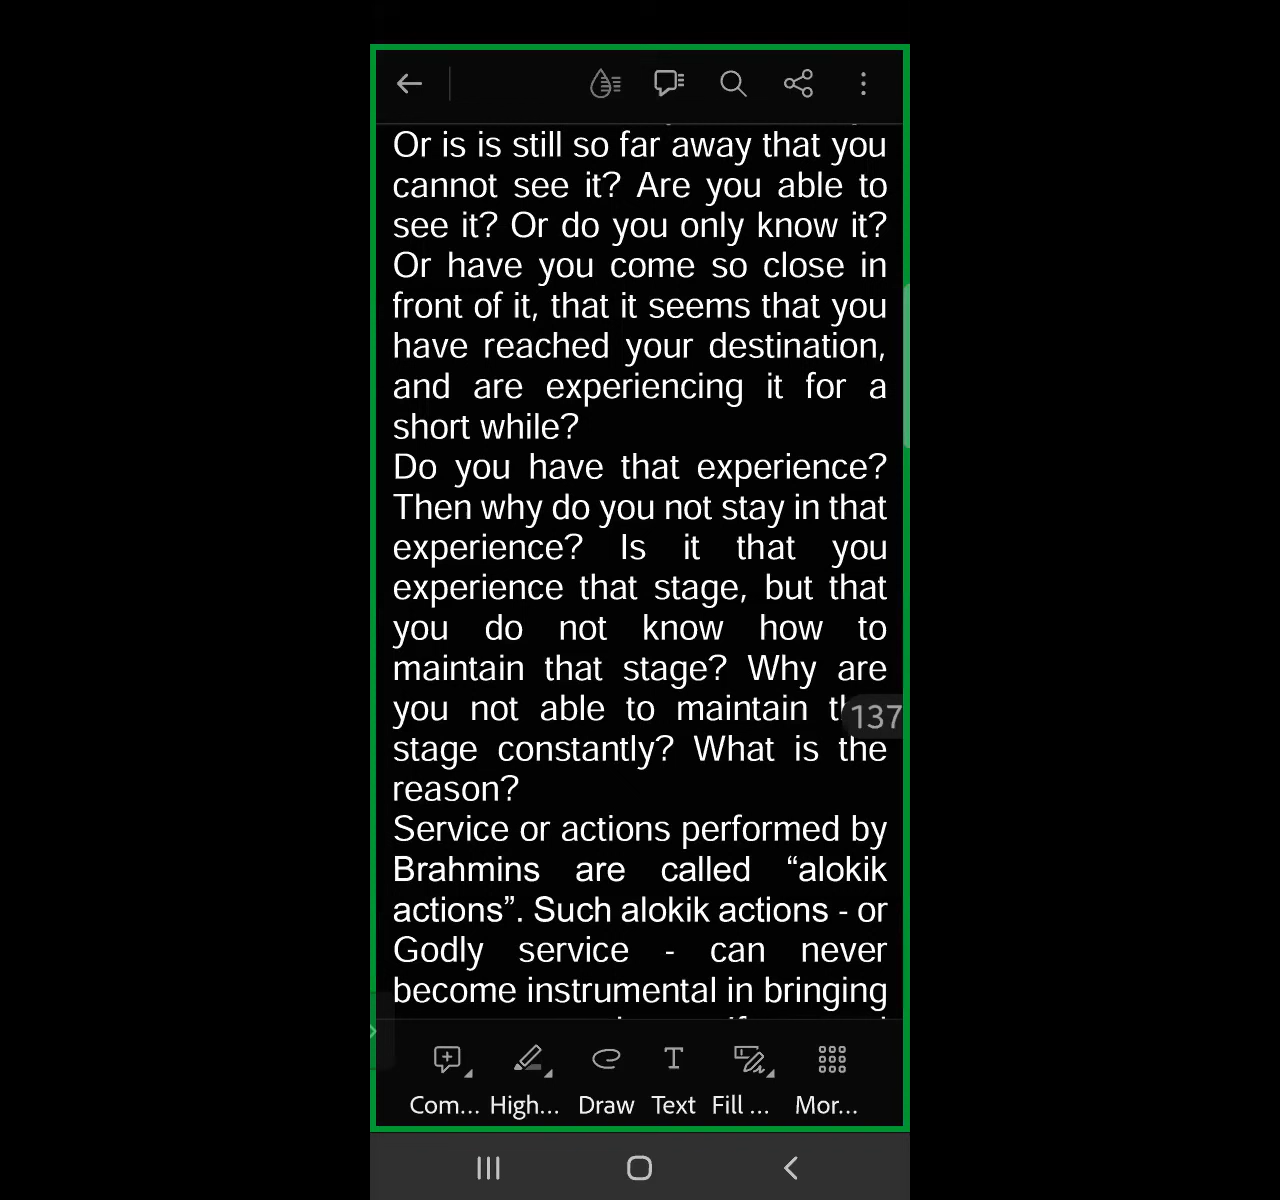 Or is is still so far away that you
cannot see it? Are you able to
see it? Or do you only know it?
Or have you come so close in
front of it, that it seems that you
have reached your destination,
and are experiencing it for a
short while?
Do you have that experience?
Then why do you not stay in that
experience? Is it that you
experience that stage, but that
you do not know how to
maintain that stage? Why are
you not able to maintain
137
stage constantly? What is the
reason?
Service or actions performed by
Brahmins are called “alokik
actions”. Such alokik actions - or
Godly service - can never
become instrumental in bringing
Com... High... Draw Text Fill ... Mor...